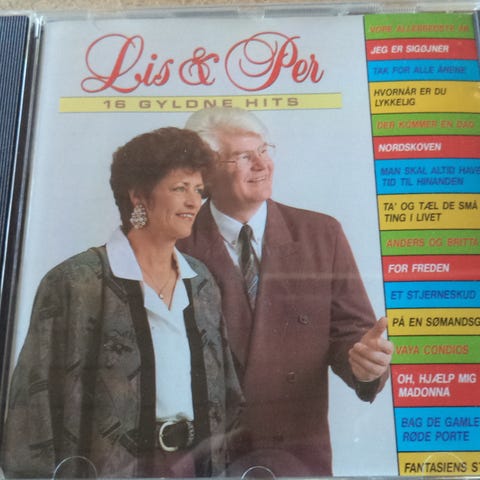 Lis & Per
16 GYLDNE HITS
VORE ALLERBEDSTE ÅR
JEG ER SIGØJNER
TAK FOR ALLE ÅRENE
HVORNÅR ER DU
LYKKELIG
DER KOMMER EN DAG
NORDSKOVEN
MAN SKAL ALTID HAVE
TID TIL HINANDEN
TA' OG TÆL DE SMÅ
TING I LIVET
ANDERS OG BRITTA
FOR FREDEN
ET STJERNESKUD
PÅ EN SØMANDSG
VAYA CONDIOS
OH, HJÆLP MIG
MADONNA
BAG DE GAMLE
RØDE PORTE
FANTASIENS